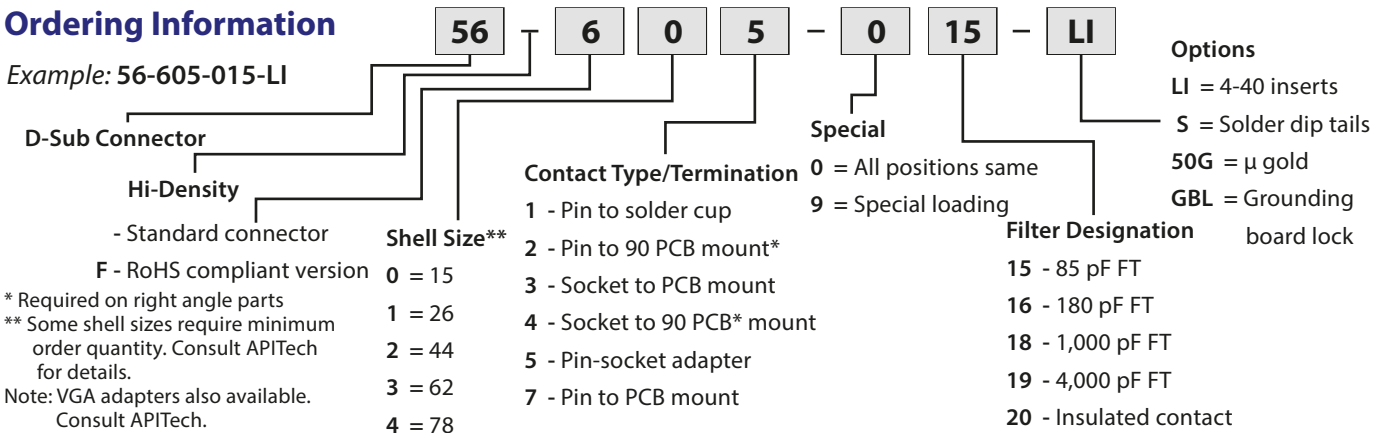 Ordering Information
56 - 6 0 5 - 0 15 - LI
Example: 56-605-015-LI
D-Sub Connector
Hi-Density
- Standard connector
F - RoHS compliant version
* Required on right angle parts
** Some shell sizes require minimum
order quantity. Consult APITech
for details.
Note: VGA adapters also available.
Consult APITech.
Shell Size**
0 = 15
1 = 26
2 = 44
3 = 62
4 = 78
Contact Type/Termination
1 - Pin to solder cup
2 - Pin to 90 PCB mount*
3 - Socket to PCB mount
4 - Socket to 90 PCB* mount
5 - Pin-socket adapter
7 - Pin to PCB mount
Special
0 = All positions same
9 = Special loading
Filter Designation
15 - 85 pF FT
16 - 180 pF FT
18 - 1,000 pF FT
19 - 4,000 pF FT
20 - Insulated contact
Options
LI = 4-40 inserts
S = Solder dip tails
50G = µ gold
GBL = Grounding
board lock